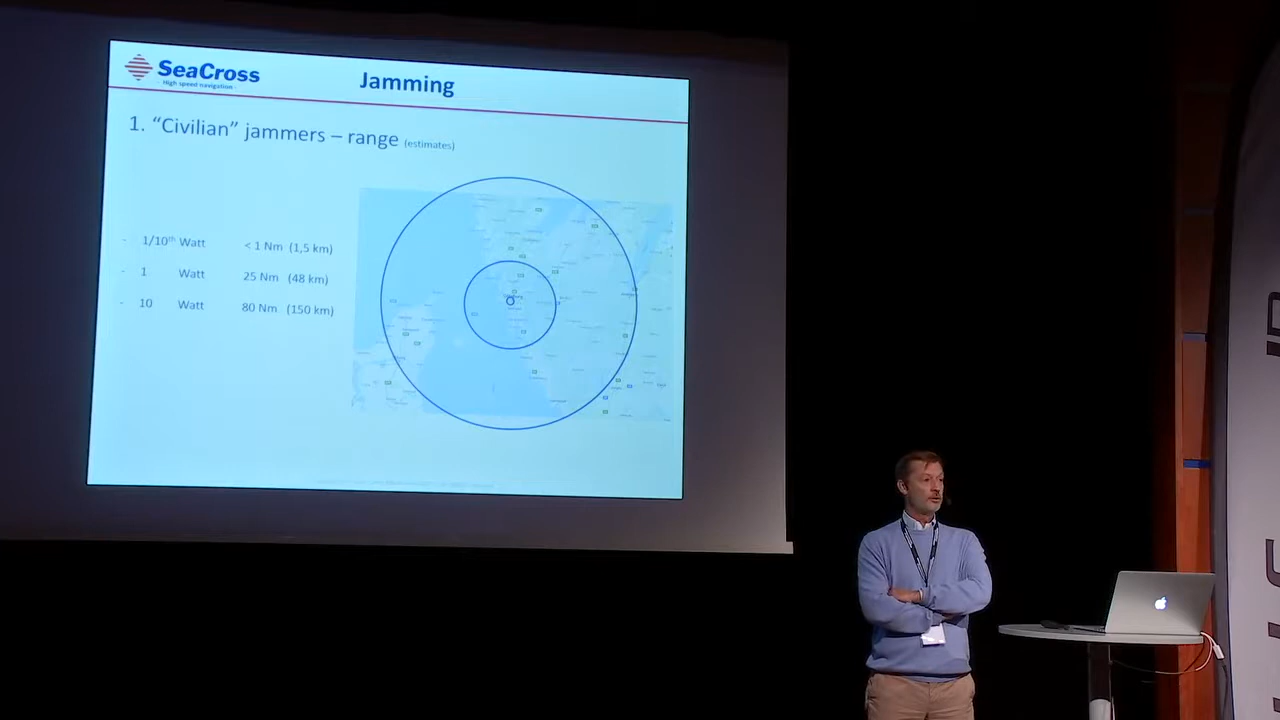 SeaCross
- High speed navigation -
Jamming
1. "Civilian" jammers – range (estimates)
- 1/10th Watt < 1 Nm (1,5 km)
- 1 Watt 25 Nm (48 km)
- 10 Watt 80 Nm (150 km)